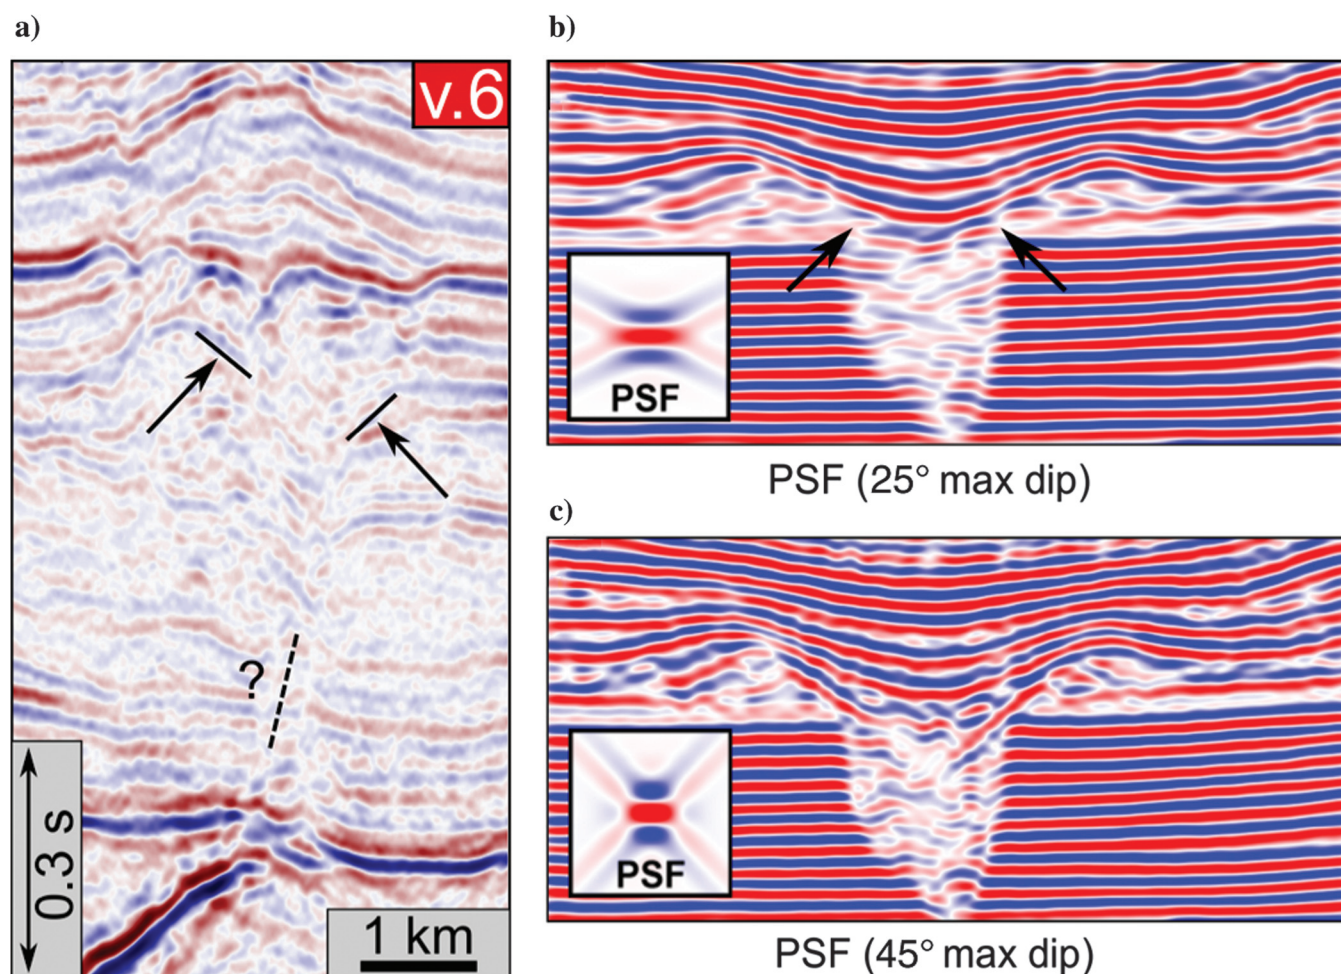 a)
v.6
?
0.3 s
1 km
b)
PSF
PSF (25° max dip)
c)
PSF
PSF (45° max dip)